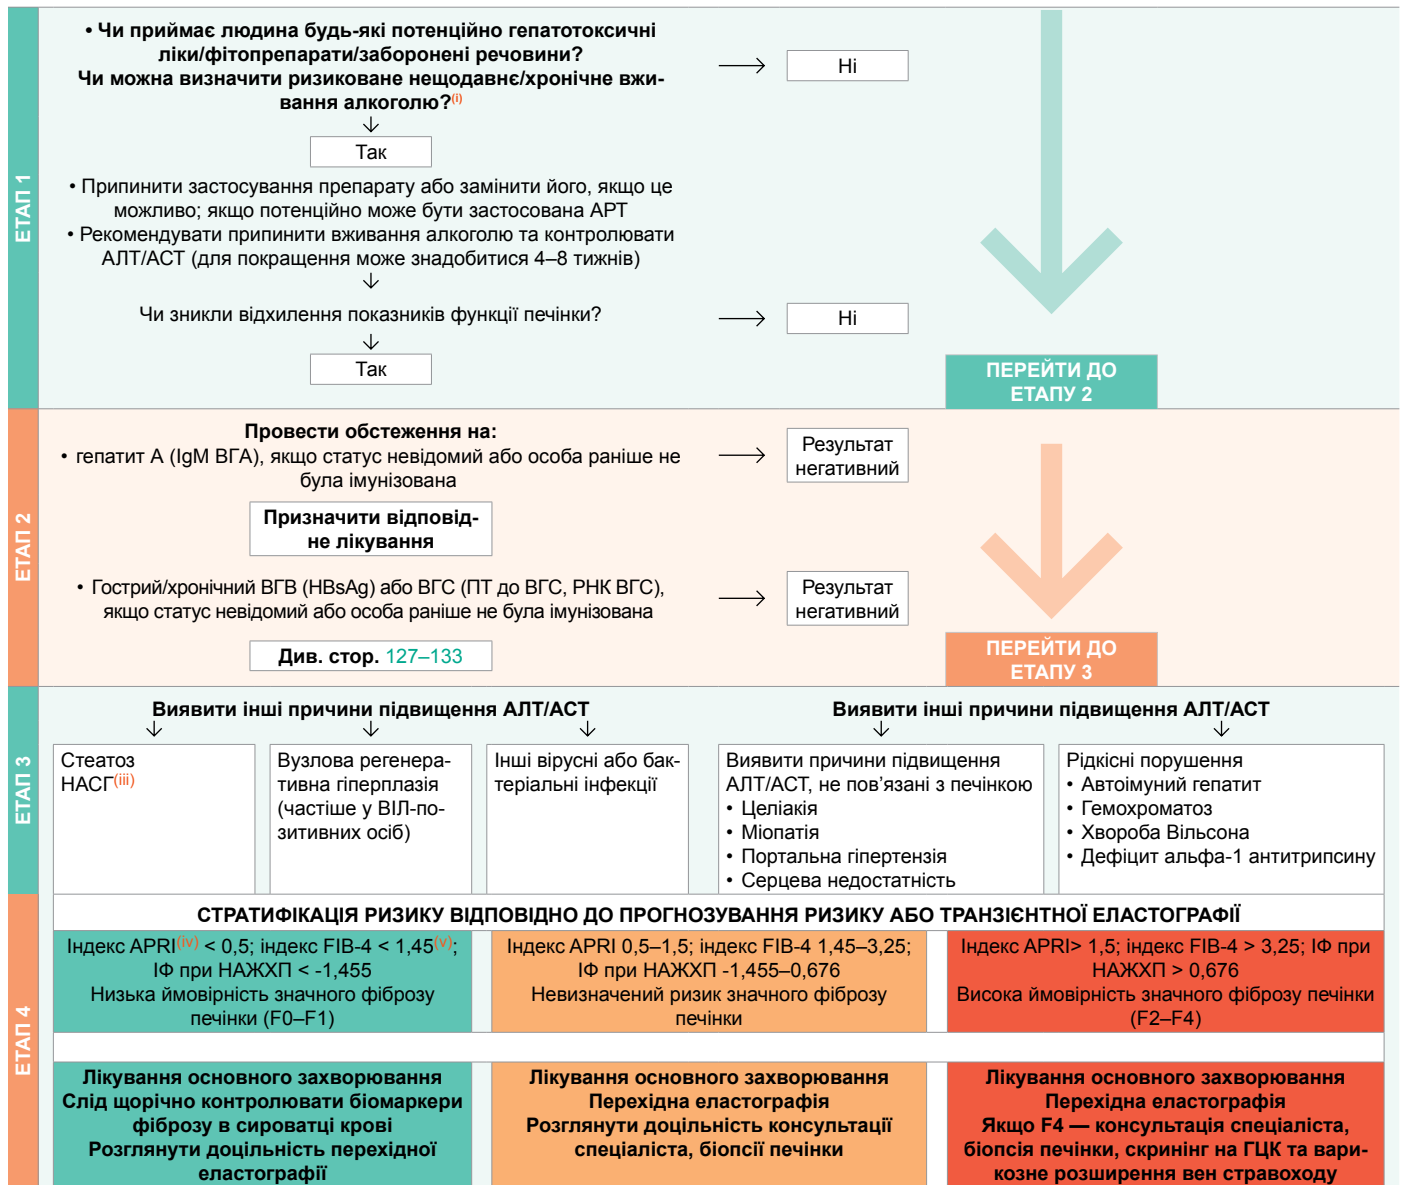 ЕТАП 1
• Чи приймає людина будь-які потенційно гепатотоксичні
ліки/фітопрепарати/заборонені речовини?
Чи можна визначити ризиковане нещодавнє/хронічне вжи-
вання алкоголю?(i)
Ні
Так
• Припинити застосування препарату або замінити його, якщо це
можливо; якщо потенційно може бути застосована АРТ
• Рекомендувати припинити вживання алкоголю та контролювати
АЛТ/АСТ (для покращення може знадобитися 4–8 тижнів)
Чи зникли відхилення показників функції печінки?
Ні
Так
ПЕРЕЙТИ ДО
ЕТАПУ 2
ЕТАП 2
Провести обстеження на:
• гепатит А (IgM ВГА), якщо статус невідомий або особа раніше не
була імунізована
Результат
негативний
Призначити відповід-
не лікування
• Гострий/хронічний ВГВ (HBsAg) або ВГС (ПТ до ВГС, РНК ВГС),
якщо статус невідомий або особа раніше не була імунізована
Результат
негативний
Див. стор. 127–133
ПЕРЕЙТИ ДО
ЕТАПУ 3
ЕТАП 3
Виявити інші причини підвищення АЛТ/АСТ
Стеатоз
НАСГ(iii)
Вузлова регенера-
тивна гіперплазія
(частіше у ВІЛ-по-
зитивних осіб)
Інші вірусні або бак-
теріальні інфекції
Виявити інші причини підвищення АЛТ/АСТ
Виявити причини підвищення
АЛТ/АСТ, не пов’язані з печінкою
• Целіакія
• Міопатія
• Портальна гіпертензія
• Серцева недостатність
Рідкісні порушення
• Автоімуний гепатит
• Гемохроматоз
• Хвороба Вільсона
• Дефіцит альфа-1 антитрипсину
ЕТАП 4
СТРАТИФІКАЦІЯ РИЗИКУ ВІДПОВІДНО ДО ПРОГНОЗУВАННЯ РИЗИКУ АБО ТРАНЗІЄНТНОЇ ЕЛАСТОГРАФІЇ
Індекс APRI(iv) < 0,5; індекс FIB-4 < 1,45(v);
ІФ при НАЖХП < -1,455
Низька ймовірність значного фіброзу
печінки (F0–F1)
Індекс APRI 0,5–1,5; індекс FIB-4 1,45–3,25;
ІФ при НАЖХП -1,455–0,676
Невизначений ризик значного фіброзу
печінки
Індекс APRI> 1,5; індекс FIB-4 > 3,25; ІФ при
НАЖХП > 0,676
Висока ймовірність значного фіброзу печінки
(F2–F4)
Лікування основного захворювання
Слід щорічно контролювати біомаркери
фіброзу в сироватці крові
Розглянути доцільність перехідної
еластографії
Лікування основного захворювання
Перехідна еластографія
Розглянути доцільність консультації
спеціаліста, біопсії печінки
Лікування основного захворювання
Перехідна еластографія
Якщо F4 — консультація спеціаліста,
біопсія печінки, скринінг на ГЦК та вари-
козне розширення вен стравоходу